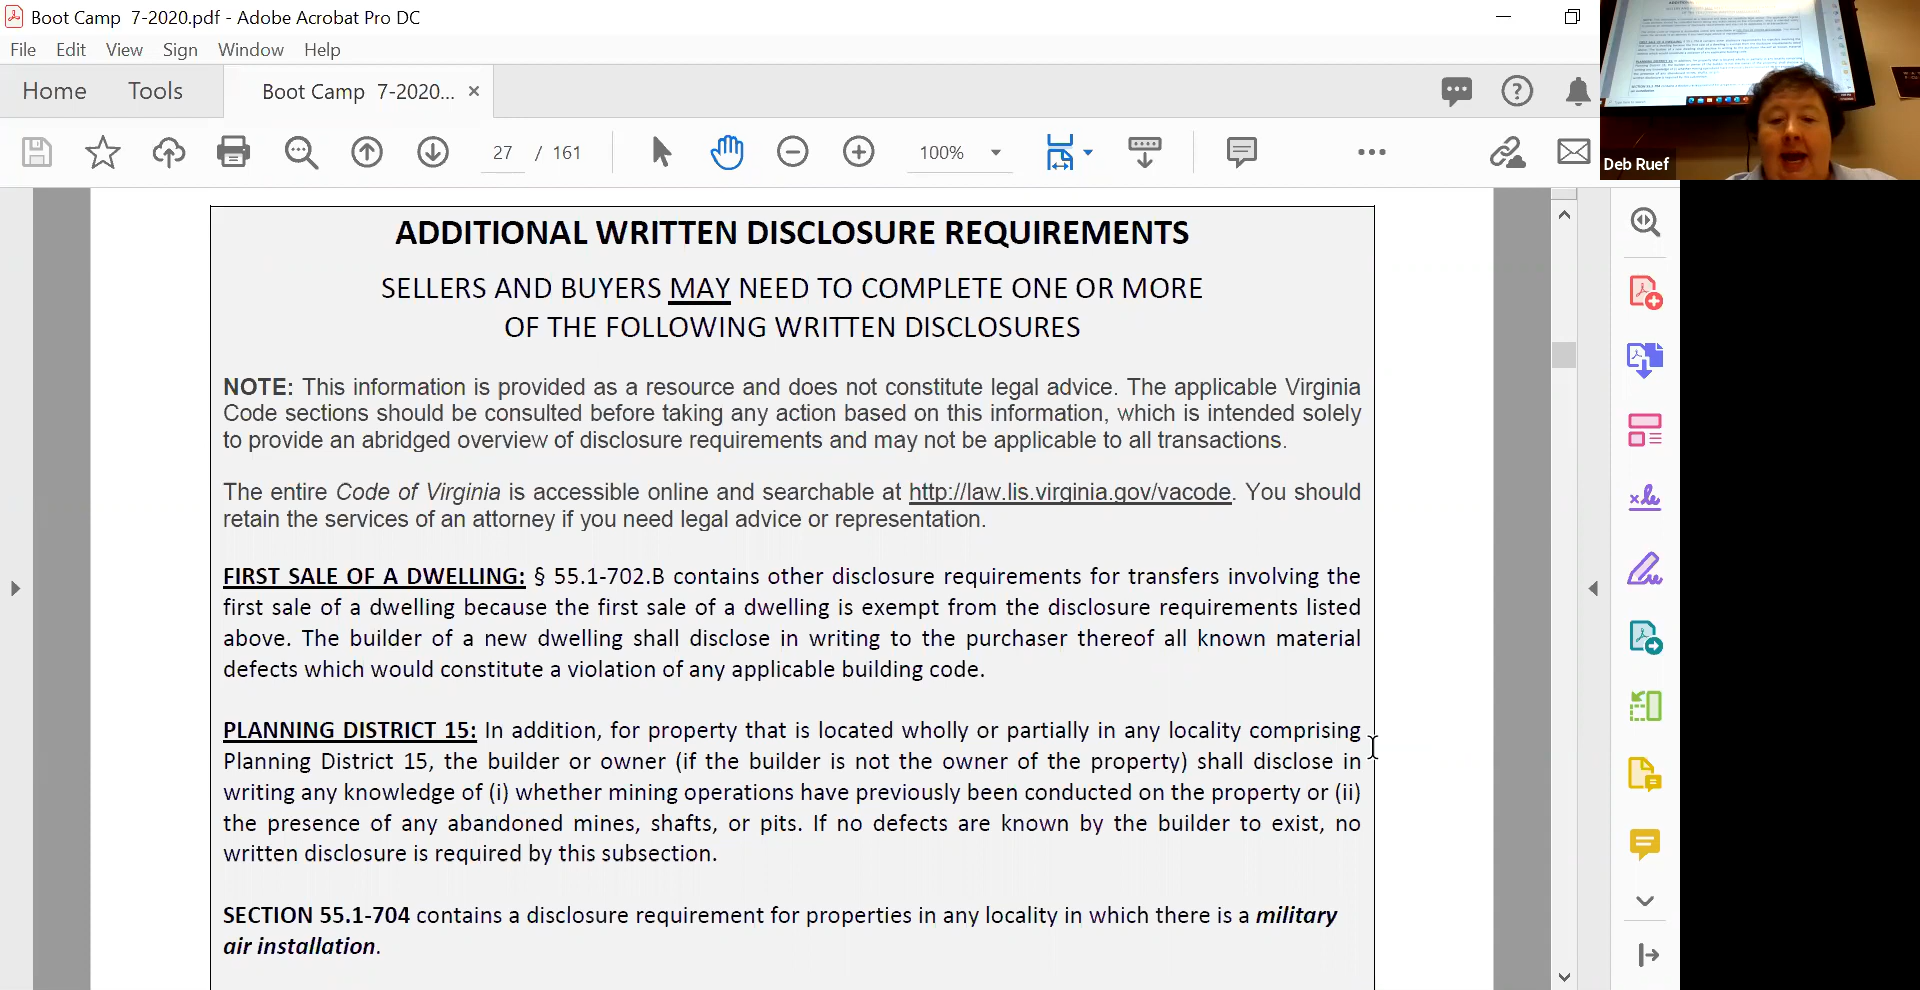 Boot Camp  7-2020.pdf - Adobe Acrobat Pro DC
File Edit View Sign Window Help
Home Tools Boot Camp  7-2020... ×
27 / 161 100%
Deb Ruef
ADDITIONAL WRITTEN DISCLOSURE REQUIREMENTS
SELLERS AND BUYERS MAY NEED TO COMPLETE ONE OR MORE
OF THE FOLLOWING WRITTEN DISCLOSURES
NOTE: This information is provided as a resource and does not constitute legal advice. The applicable Virginia
Code sections should be consulted before taking any action based on this information, which is intended solely
to provide an abridged overview of disclosure requirements and may not be applicable to all transactions.
The entire Code of Virginia is accessible online and searchable at http://law.lis.virginia.gov/vacode. You should
retain the services of an attorney if you need legal advice or representation.
FIRST SALE OF A DWELLING: § 55.1-702.B contains other disclosure requirements for transfers involving the
first sale of a dwelling because the first sale of a dwelling is exempt from the disclosure requirements listed
above. The builder of a new dwelling shall disclose in writing to the purchaser thereof all known material
defects which would constitute a violation of any applicable building code.
PLANNING DISTRICT 15: In addition, for property that is located wholly or partially in any locality comprising
Planning District 15, the builder or owner (if the builder is not the owner of the property) shall disclose in
writing any knowledge of (i) whether mining operations have previously been conducted on the property or (ii)
the presence of any abandoned mines, shafts, or pits. If no defects are known by the builder to exist, no
written disclosure is required by this subsection.
SECTION 55.1-704 contains a disclosure requirement for properties in any locality in which there is a military
air installation.